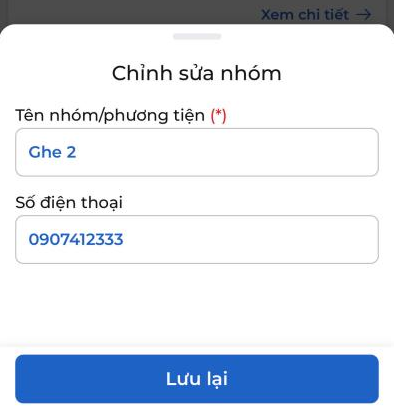 Xem chi tiết →
Chỉnh sửa nhóm
Tên nhóm/phương tiện (*)
Ghe 2
Số điện thoại
0907412333
Lưu lại